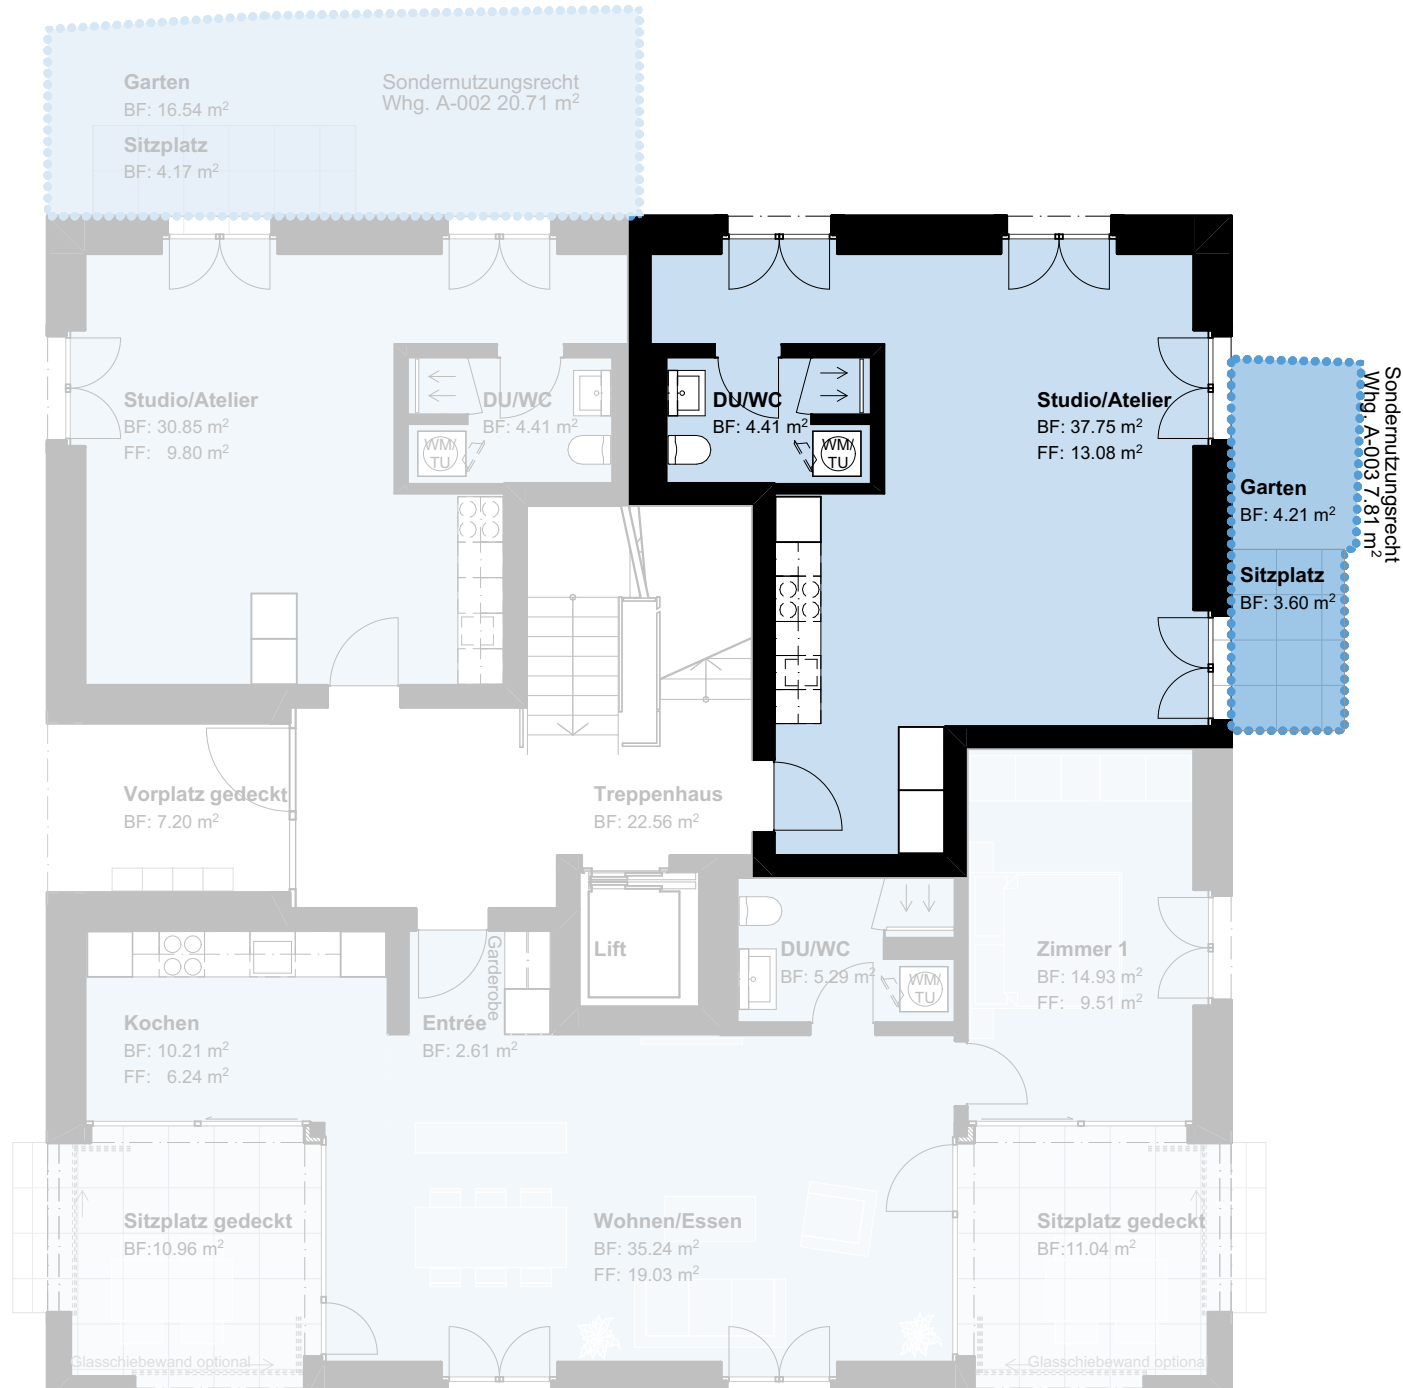 Garten
BF: 16.54 m²
Sitzplatz
BF: 4.17 m²
Sondernutzungsrecht
Whg. A-002 20.71 m²
Studio/Atelier
BF: 30.85 m²
FF: 9.80 m²
DU/WC
BF: 4.41 m²
WM/
TU
DU/WC
BF: 4.41 m²
WM/
TU
Studio/Atelier
BF: 37.75 m²
FF: 13.08 m²
Sondernutzungsrecht
Whg. A-003 7.81 m²
Garten
BF: 4.21 m²
Sitzplatz
BF: 3.60 m²
Vorplatz gedeckt
BF: 7.20 m²
Treppenhaus
BF: 22.56 m²
Lift
Garderobe
DU/WC
BF: 5.29 m²
WM/
TU
Zimmer 1
BF: 14.93 m²
FF: 9.51 m²
Kochen
BF: 10.21 m²
FF: 6.24 m²
Entrée
BF: 2.61 m²
Sitzplatz gedeckt
BF:10.96 m²
Wohnen/Essen
BF: 35.24 m²
FF: 19.03 m²
Sitzplatz gedeckt
BF:11.04 m²
Glasschiebewand optional
Glasschiebewand optiona